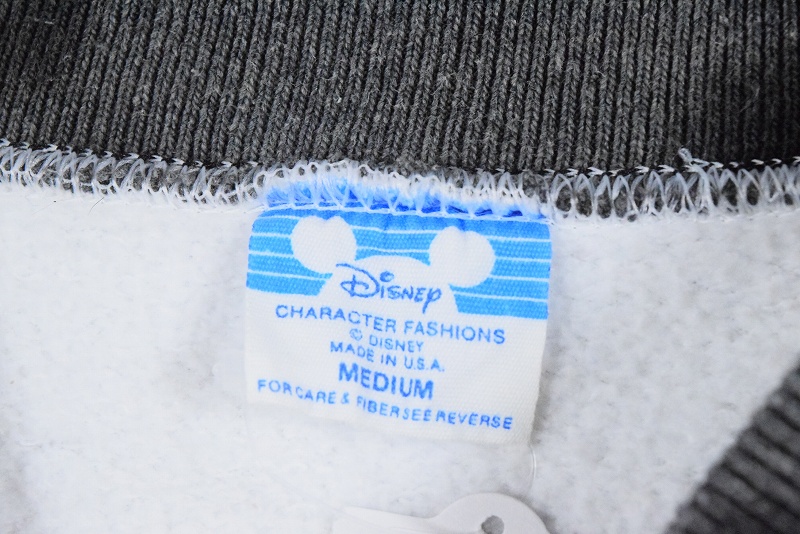 Disney
CHARACTER FASHIONS
© DISNEY
MADE IN U.S.A.
MEDIUM
FOR CARE & FIBER SEE REVERSE